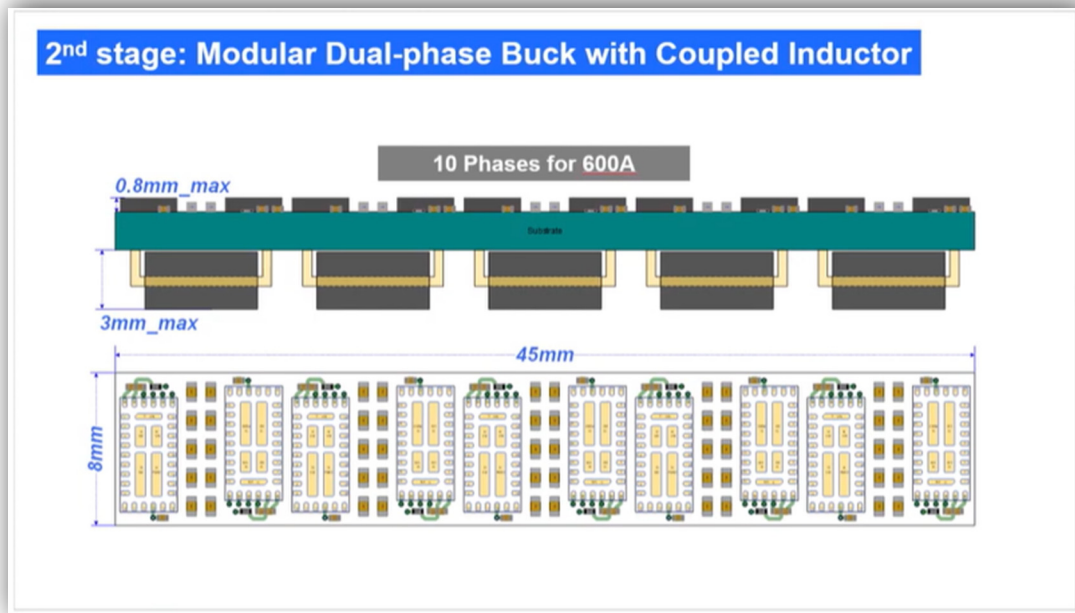 2nd stage: Modular Dual-phase Buck with Coupled Inductor
10 Phases for 600A
0.8mm_max
Substrate
3mm_max
45mm
8mm